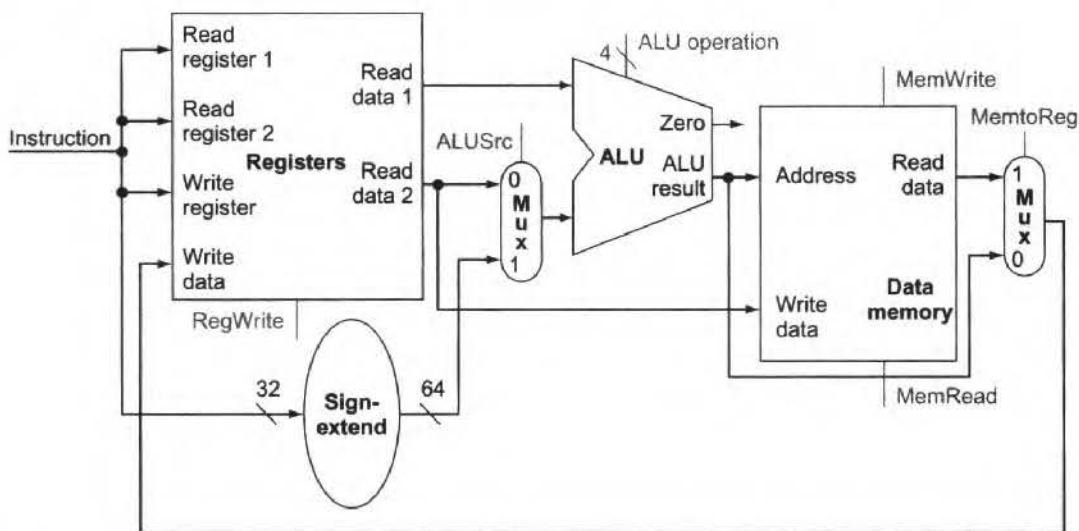 Instruction
Read
register 1
Read
register 2
Write
register
Write
data
Registers
Read
data 1
Read
data 2
RegWrite
32
Sign-
extend
64
ALUSrc
0
Mux
1
4
ALU operation
ALU
Zero
ALU
result
MemWrite
Address
Read
data
Write
data
Data
memory
MemRead
MemtoReg
1
Mux
0